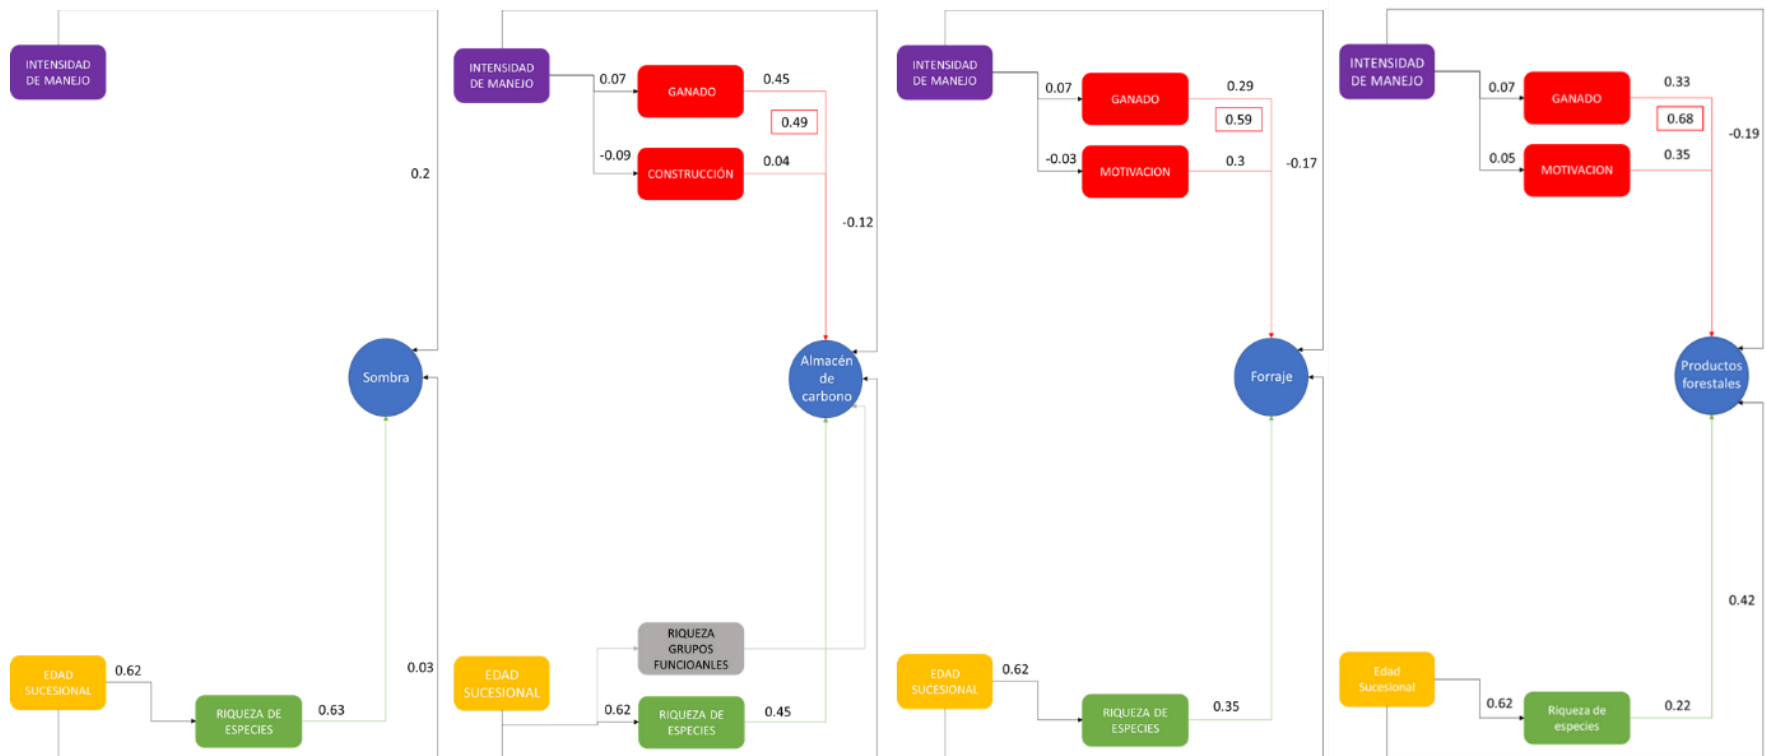 INTENSIDAD
DE MANEJO
0.2
Sombra
EDAD
SUCESIONAL
0.62
RIQUEZA DE
ESPECIES
0.63
0.03
INTENSIDAD
DE MANEJO
0.07
GANADO
0.45
0.49
-0.09
CONSTRUCCIÓN
0.04
-0.12
Almacén
de
carbono
RIQUEZA
GRUPOS
FUNCIOANLES
EDAD
SUCESIONAL
0.62
RIQUEZA DE
ESPECIES
0.45
INTENSIDAD
DE MANEJO
0.07
GANADO
0.29
0.59
-0.03
MOTIVACION
0.3
-0.17
Forraje
EDAD
SUCESIONAL
0.62
RIQUEZA DE
ESPECIES
0.35
INTENSIDAD
DE MANEJO
0.07
GANADO
0.33
0.68
-0.19
0.05
MOTIVACION
0.35
Productos
forestales
0.42
Edad
Sucesional
0.62
Riqueza de
especies
0.22